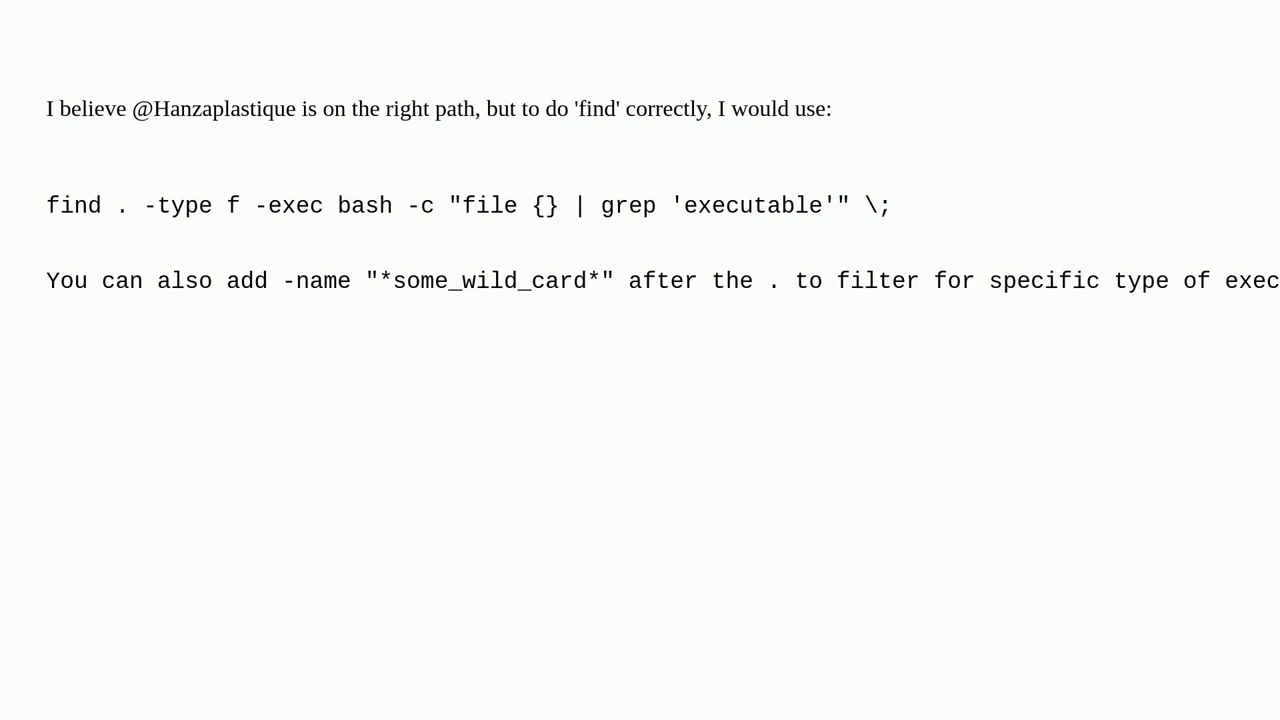 I believe @Hanzaplastique is on the right path, but to do 'find' correctly, I would use:
find . -type f -exec bash -c "file {} | grep 'executable'" \;
You can also add -name "*some_wild_card*" after the . to filter for specific type of exec